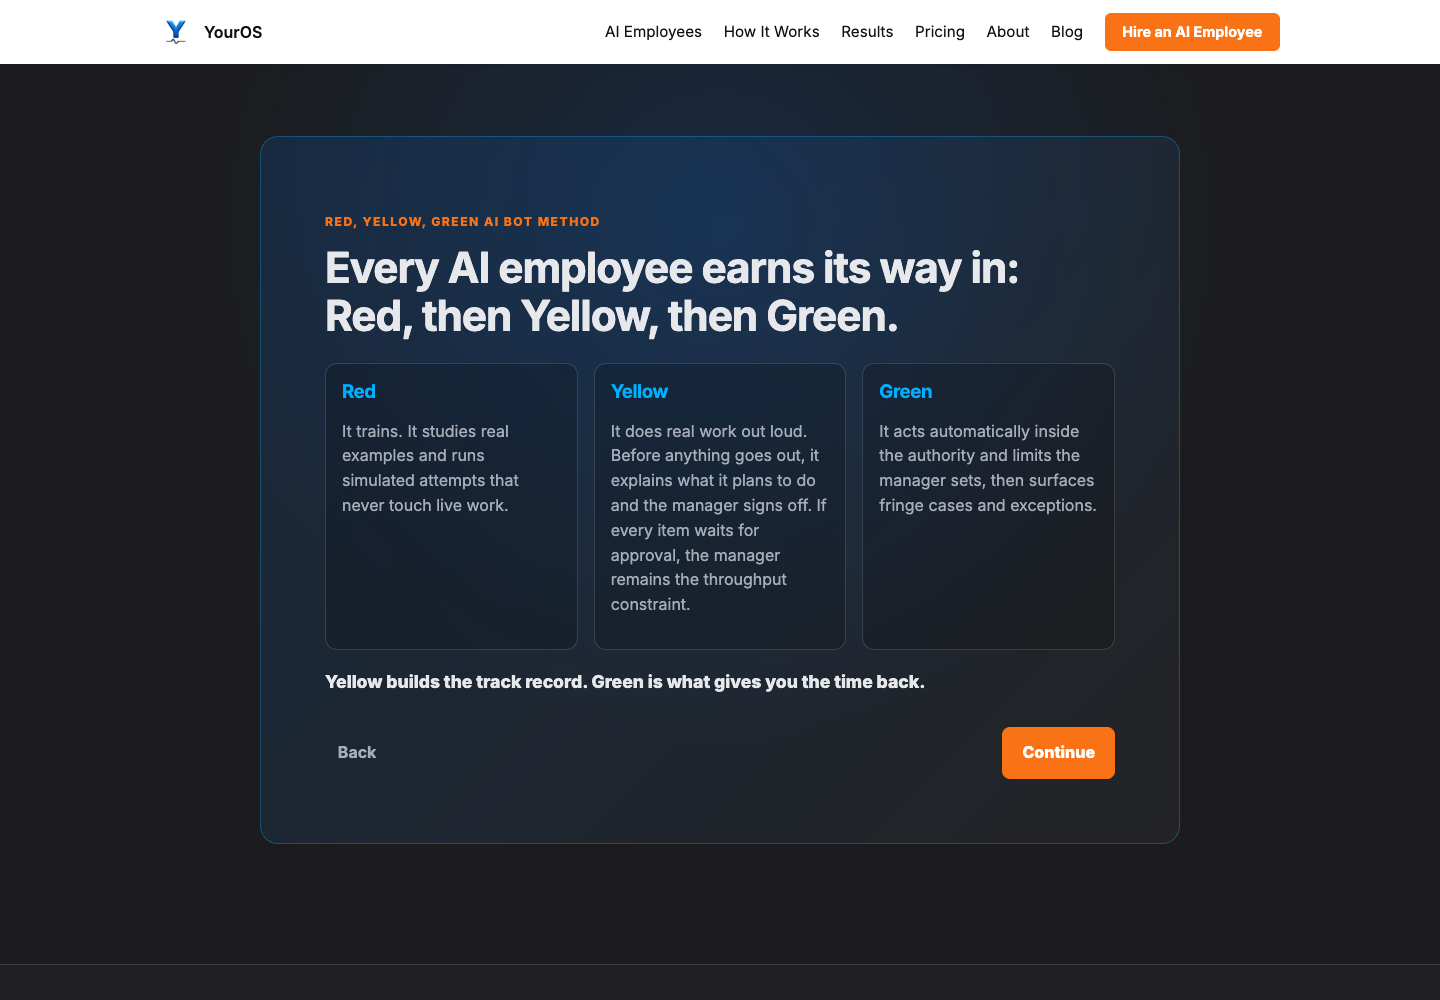 YourOS
AI Employees
How It Works
Results
Pricing
About
Blog
Hire an AI Employee
RED, YELLOW, GREEN AI BOT METHOD
Every AI employee earns its way in:
Red, then Yellow, then Green.
Red
It trains. It studies real
examples and runs
simulated attempts that
never touch live work.
Yellow
It does real work out loud.
Before anything goes out, it
explains what it plans to do
and the manager signs off. If
every item waits for
approval, the manager
remains the throughput
constraint.
Green
It acts automatically inside
the authority and limits the
manager sets, then surfaces
fringe cases and exceptions.
Yellow builds the track record. Green is what gives you the time back.
Back
Continue